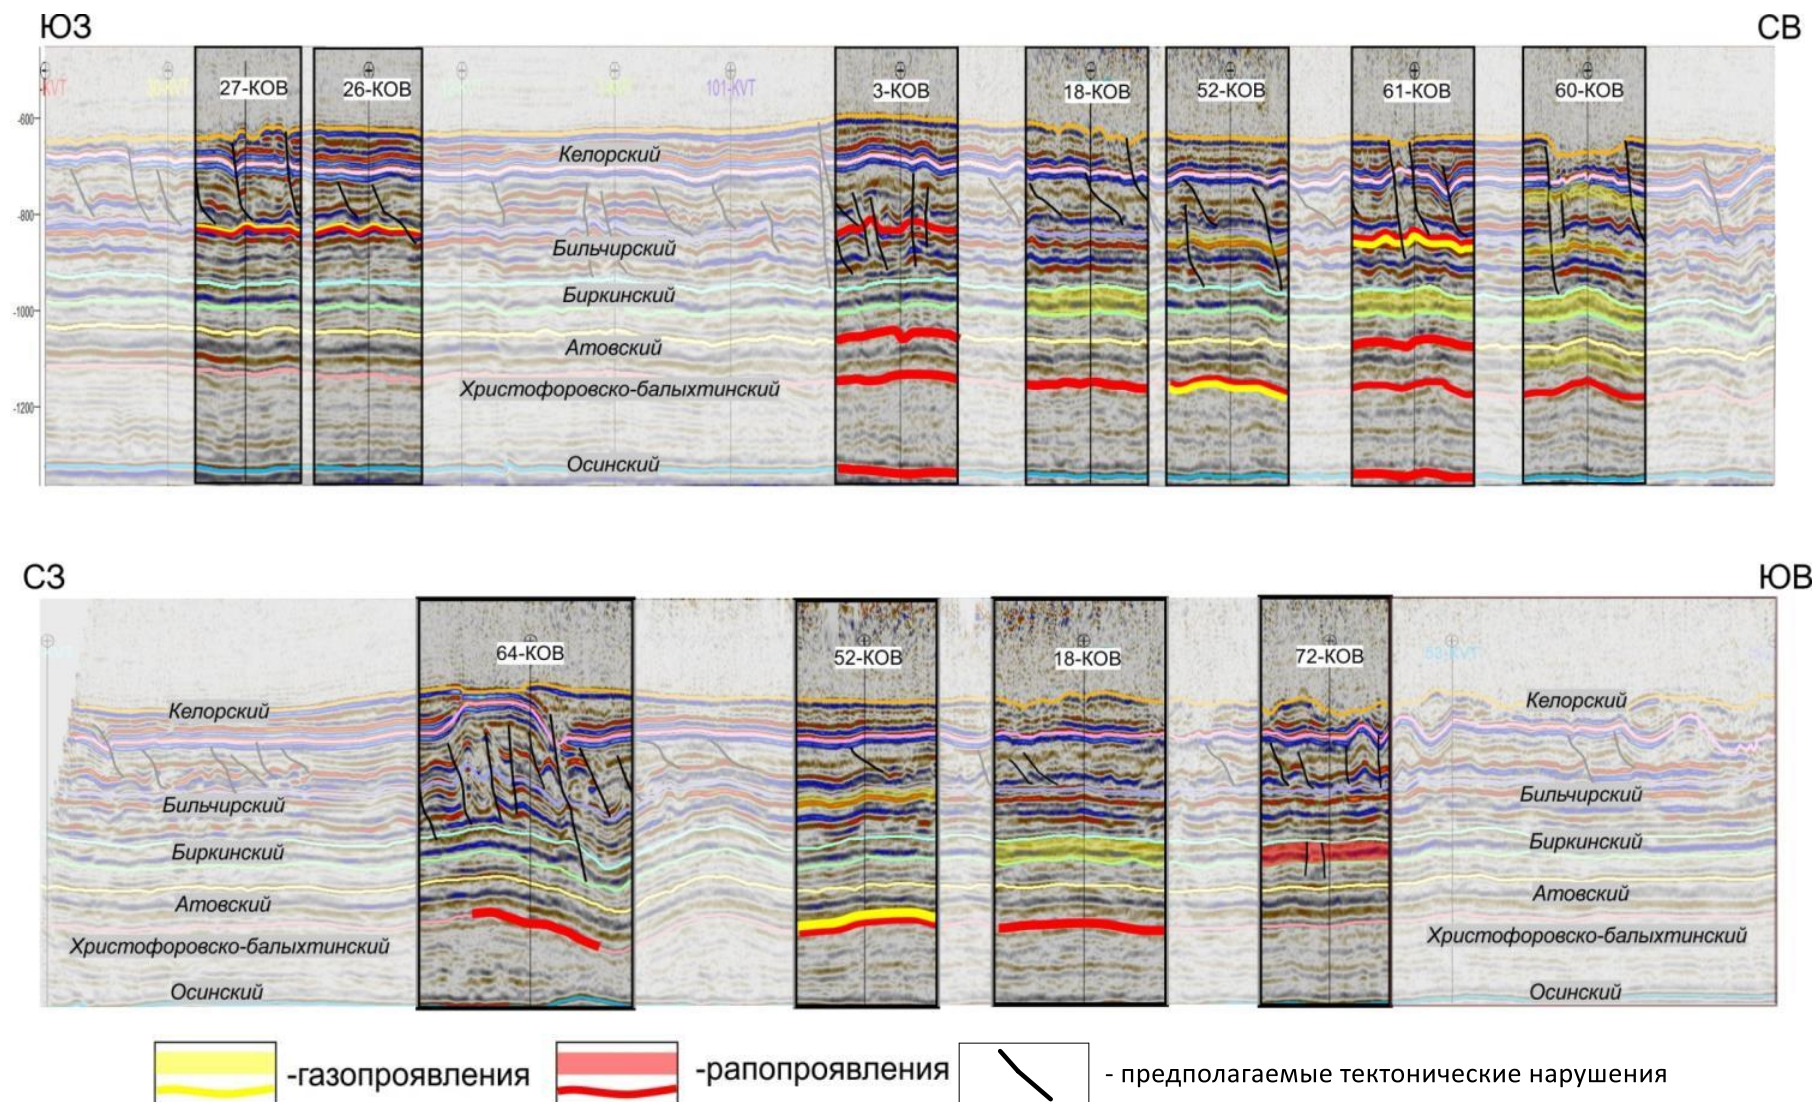 ЮЗ СВ
27-КОВ 26-КОВ 101-KVT 3-КОВ 18-КОВ 52-КОВ 61-КОВ 60-КОВ
-600
Келорский
-800
Бильчирский
Биркинский
-1000
Атовский
Христофоровско-балыхтинский
-1200
Осинский
СЗ ЮВ
64-КОВ 52-КОВ 18-КОВ 72-КОВ 53-KVT
Келорский Келорский
Бильчирский Бильчирский
Биркинский Биркинский
Атовский Атовский
Христофоровско-балыхтинский Христофоровско-балыхтинский
Осинский Осинский
-газопроявления -рапопроявления - предполагаемые тектонические нарушения